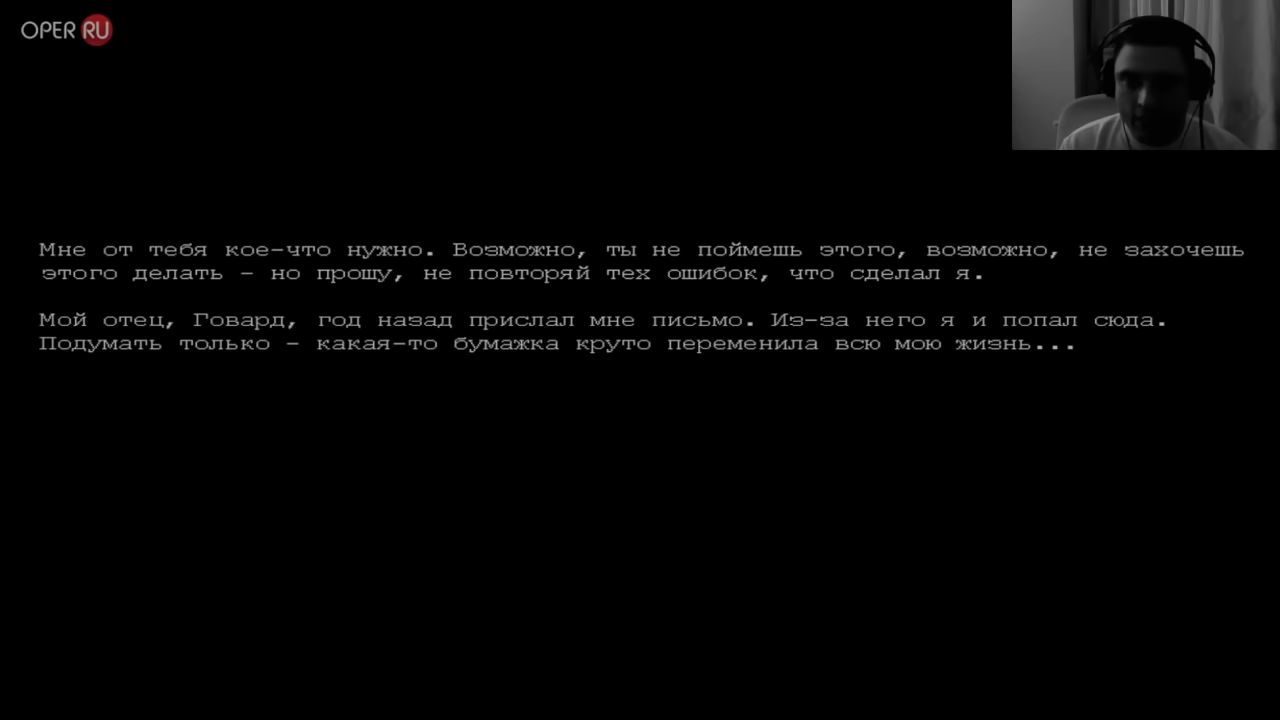 OPER RU
Мне от тебя кое-что нужно. Возможно, ты не поймешь этого, возможно, не захочешь
этого делать - но прошу, не повторяй тех ошибок, что сделал я.
Мой отец, Говард, год назад прислал мне письмо. Из-за него я и попал сюда.
Подумать только - какая-то бумажка круто переменила всю мою жизнь...